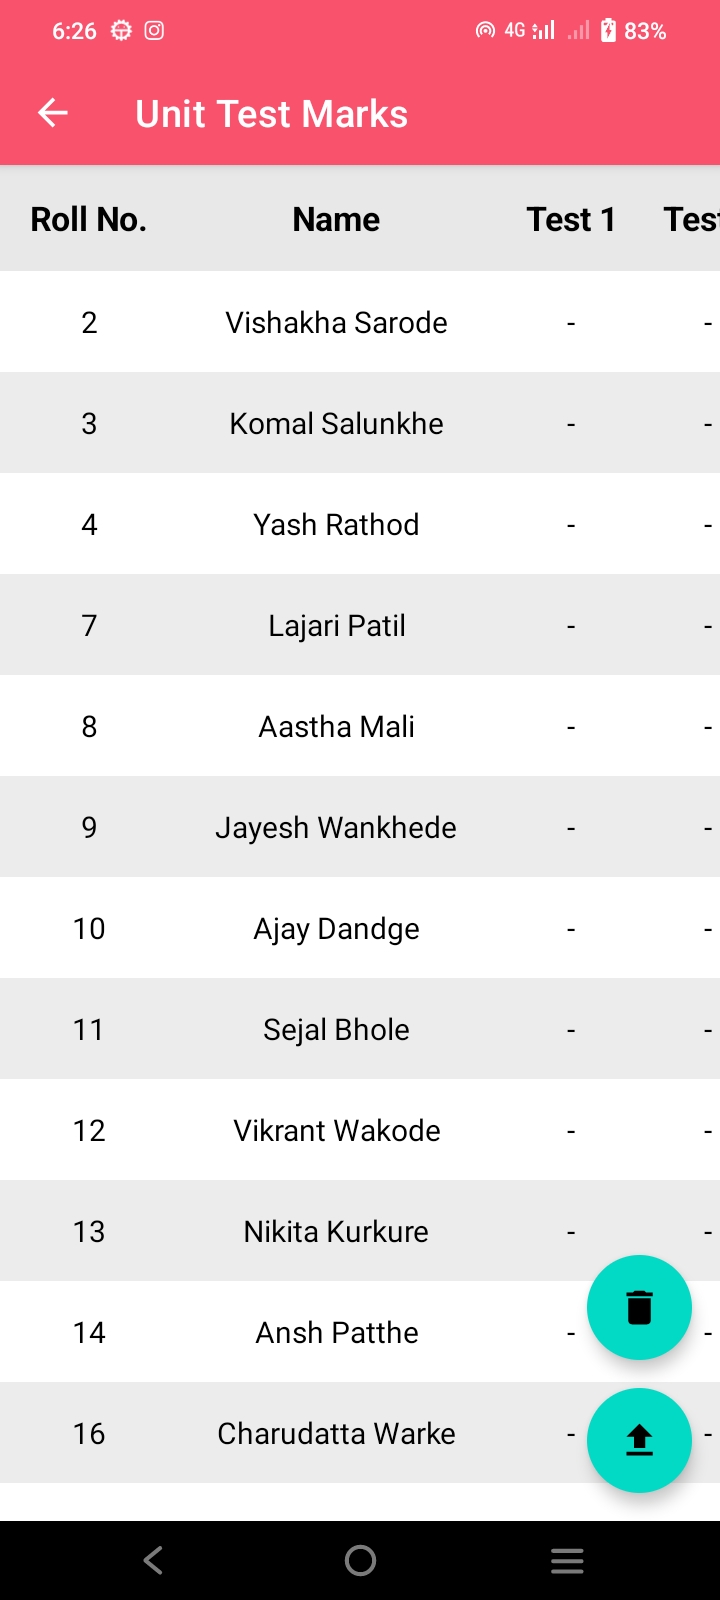 6:26 4G 83%
Unit Test Marks
Roll No. Name Test 1 Test
2 Vishakha Sarode - -
3 Komal Salunkhe - -
4 Yash Rathod - -
7 Lajari Patil - -
8 Aastha Mali - -
9 Jayesh Wankhede - -
10 Ajay Dandge - -
11 Sejal Bhole - -
12 Vikrant Wakode - -
13 Nikita Kurkure - -
14 Ansh Patthe - -
16 Charudatta Warke - -